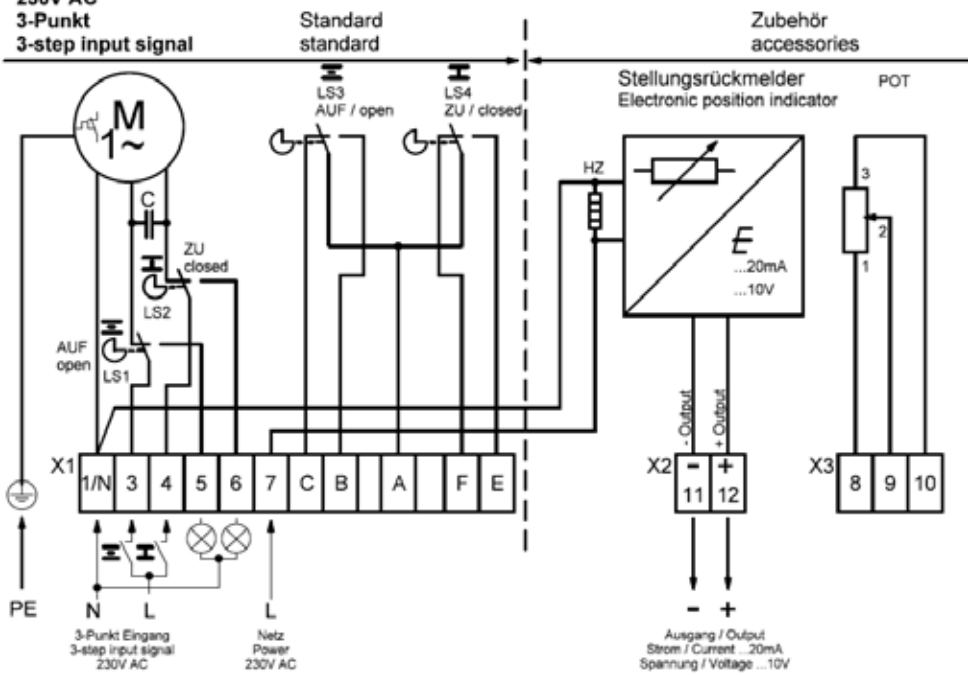 230V AC
3-Punkt
3-step input signal
Standard
standard
Zubehör
accessories
LS3
AUF / open
LS4
ZU / closed
Stellungsrückmelder
Electronic position indicator
POT
M
1~
C
ZU
closed
LS2
AUF
open
LS1
HZ
E
...20mA
...10V
3
2
1
- Output
+ Output
X1
1/N 3 4 5 6 7 C B A F E
X2
- +
11 12
X3
8 9 10
PE
N L
3-Punkt Eingang
3-step input signal
230V AC
L
Netz
Power
230V AC
- +
Ausgang / Output
Strom / Current ...20mA
Spannung / Voltage ...10V